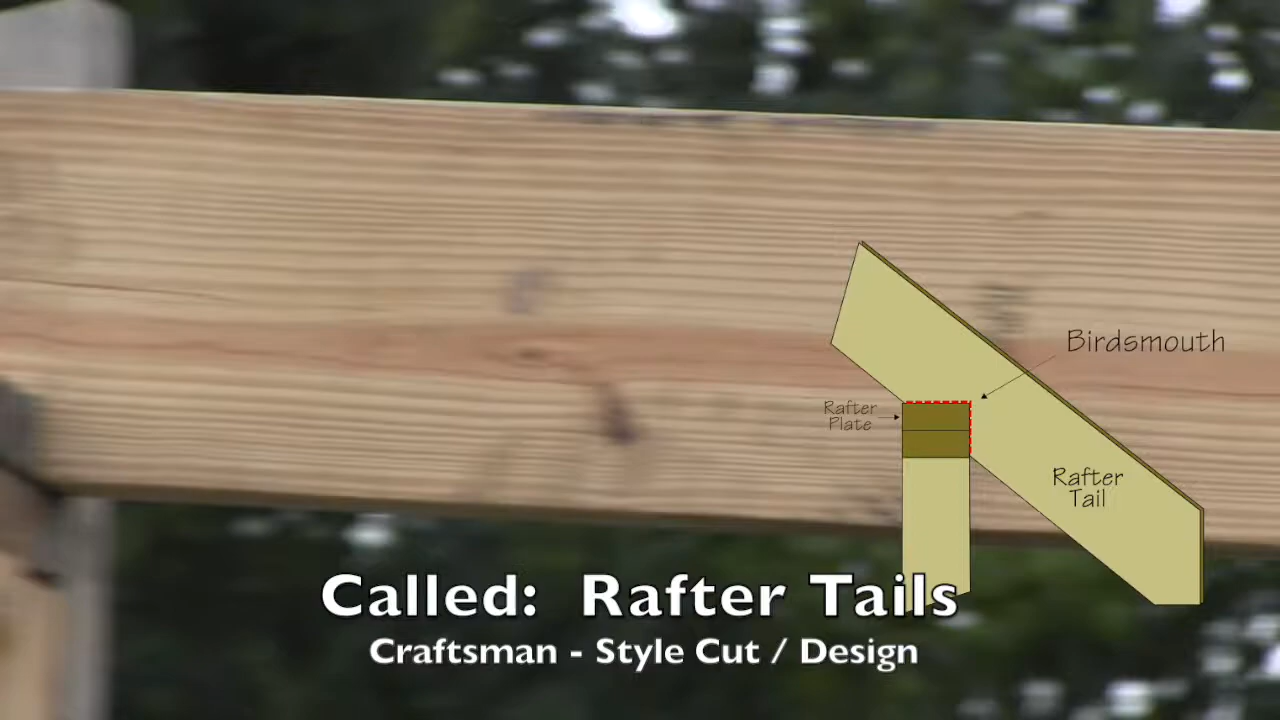 Birdsmouth
Rafter
Plate
Rafter
Tail
Called: Rafter Tails
Craftsman - Style Cut / Design